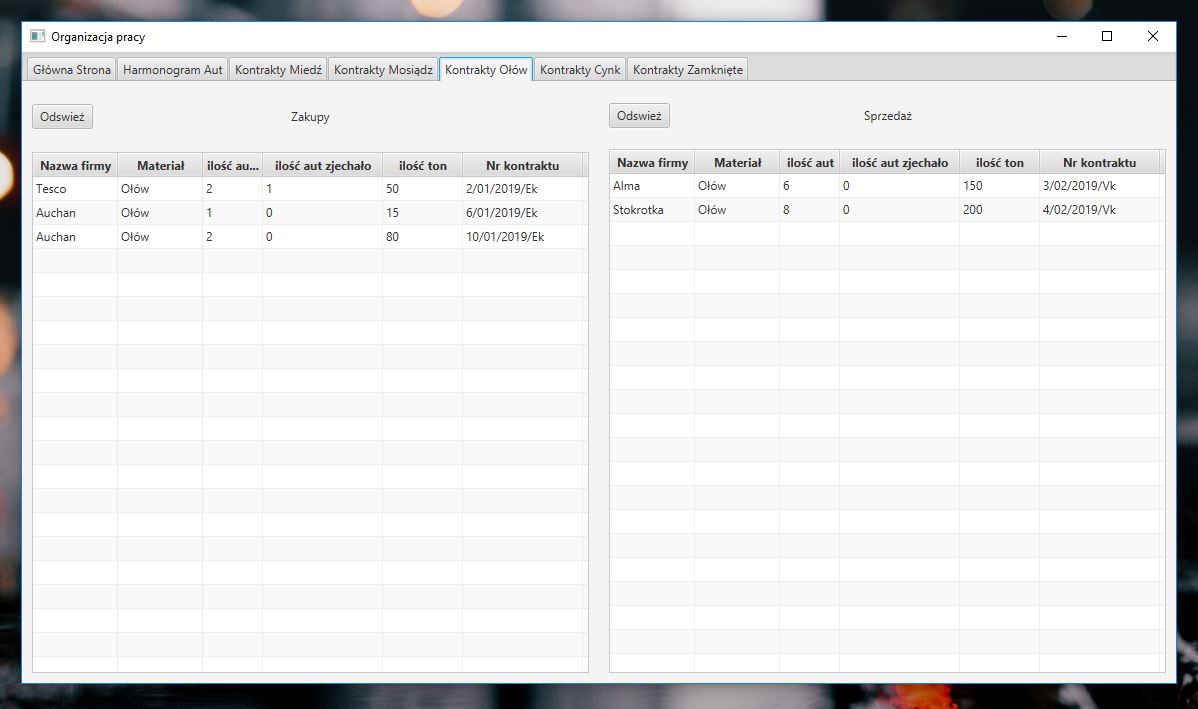 Organizacja pracy
Główna Strona Harmonogram Aut Kontrakty Miedź Kontrakty Mosiądz Kontrakty Ołów Kontrakty Cynk Kontrakty Zamknięte
Odswież Zakupy
Nazwa firmy Materiał ilość au... ilość aut zjechało ilość ton Nr kontraktu
Tesco Ołów 2 1 50 2/01/2019/Ek
Auchan Ołów 1 0 15 6/01/2019/Ek
Auchan Ołów 2 0 80 10/01/2019/Ek
Odswież Sprzedaż
Nazwa firmy Materiał ilość aut ilość aut zjechało ilość ton Nr kontraktu
Alma Ołów 6 0 150 3/02/2019/Vk
Stokrotka Ołów 8 0 200 4/02/2019/Vk